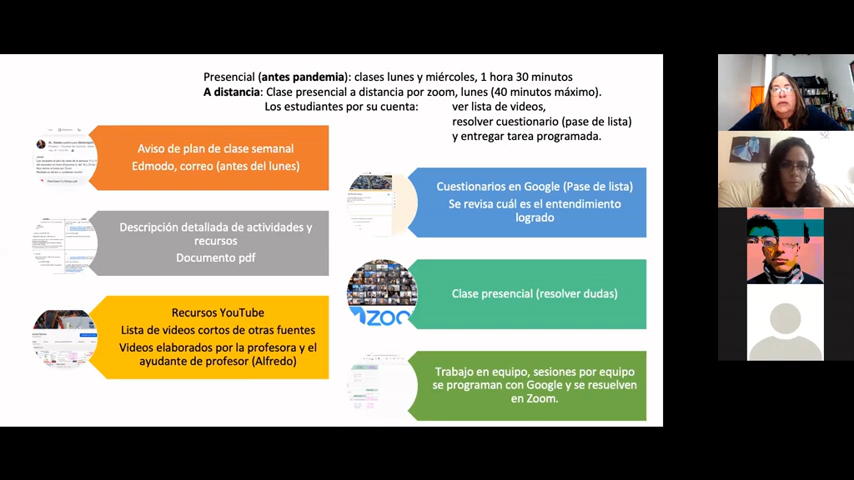 Presencial (antes pandemia): clases lunes y miércoles, 1 hora 30 minutos
A distancia: Clase presencial a distancia por zoom, lunes (40 minutos máximo).
Los estudiantes por su cuenta: ver lista de videos,
resolver cuestionario (pase de lista)
y entregar tarea programada.
Aviso de plan de clase semanal
Edmodo, correo (antes del lunes)
Descripción detallada de actividades y
recursos
Documento pdf
Recursos YouTube
Lista de videos cortos de otras fuentes
Videos elaborados por la profesora y el
ayudante de profesor (Alfredo)
Cuestionarios en Google (Pase de lista)
Se revisa cuál es el entendimiento
logrado
zoo
Clase presencial (resolver dudas)
Trabajo en equipo, sesiones por equipo
se programan con Google y se resuelven
en Zoom.